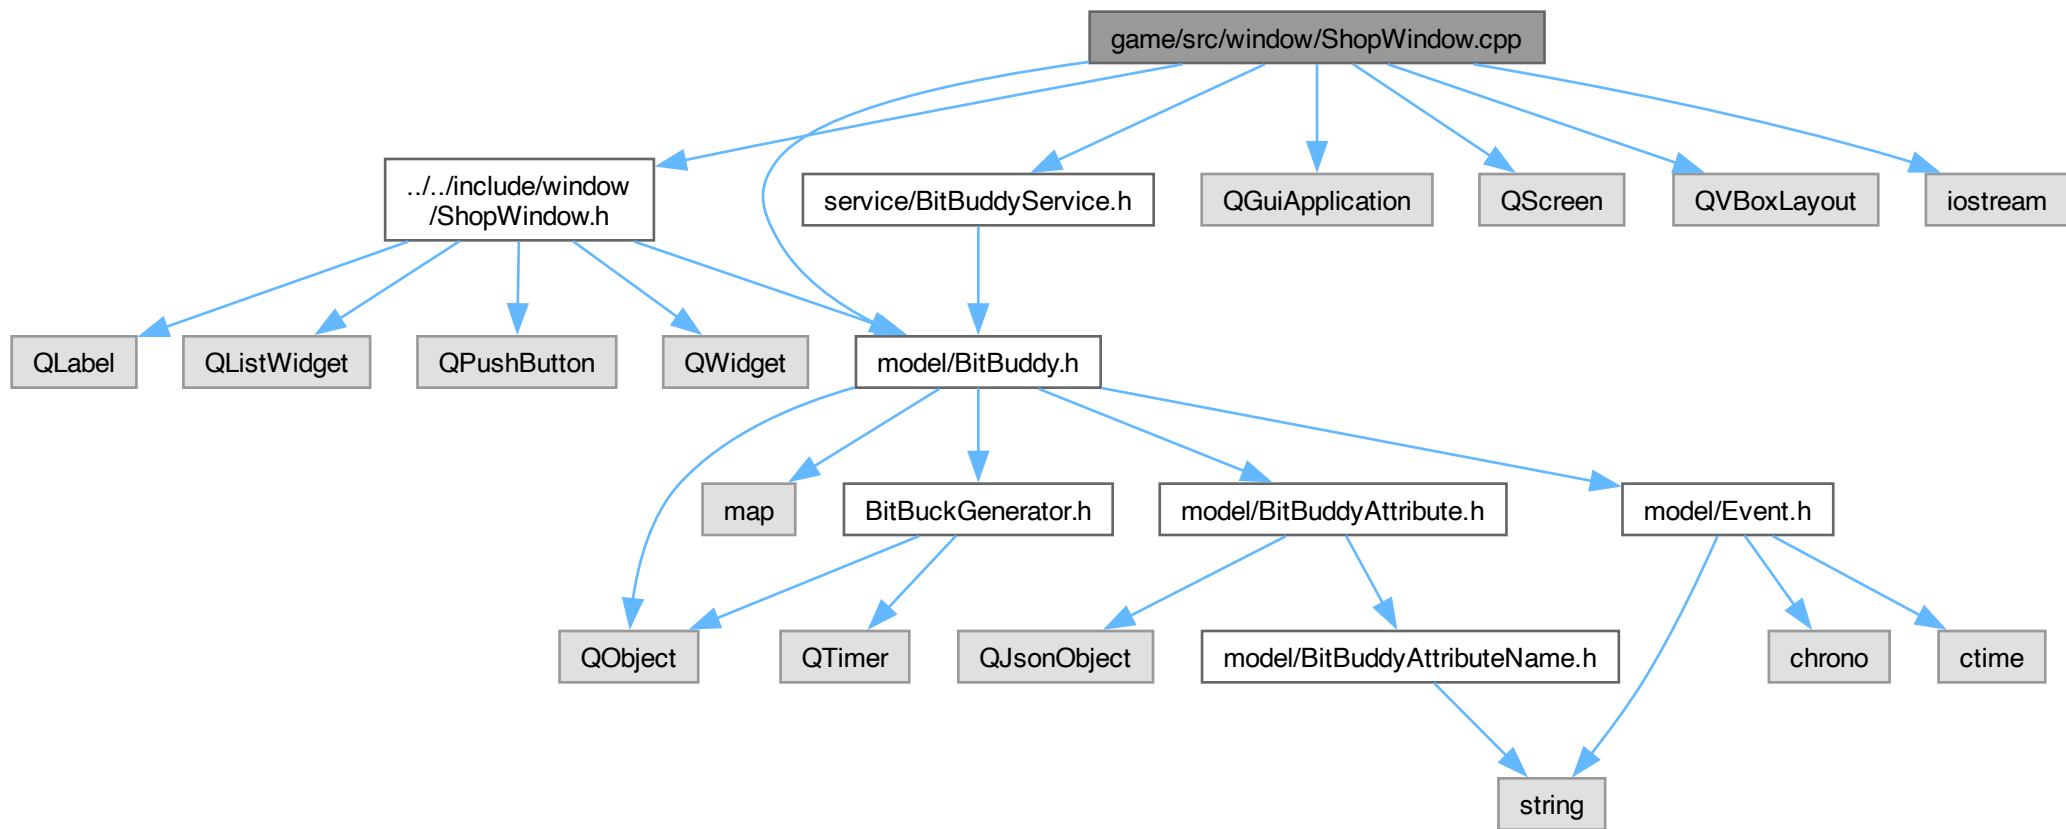 game/src/window/ShopWindow.cpp
../../include/window
/ShopWindow.h
service/BitBuddyService.h
QGuiApplication
QScreen
QVBoxLayout
iostream
QLabel
QListWidget
QPushButton
QWidget
model/BitBuddy.h
map
BitBuckGenerator.h
model/BitBuddyAttribute.h
model/Event.h
QObject
QTimer
QJsonObject
model/BitBuddyAttributeName.h
chrono
ctime
string